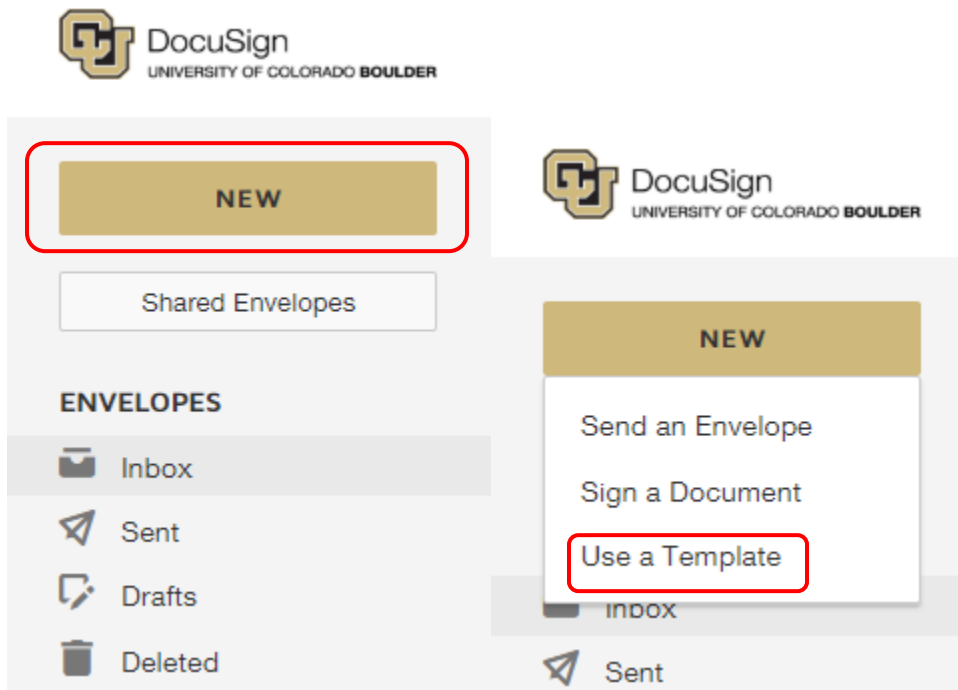 DocuSign
UNIVERSITY OF COLORADO BOULDER
NEW
Shared Envelopes
ENVELOPES
Inbox
Sent
Drafts
Deleted
DocuSign
UNIVERSITY OF COLORADO BOULDER
NEW
Send an Envelope
Sign a Document
Use a Template
Inbox
Sent